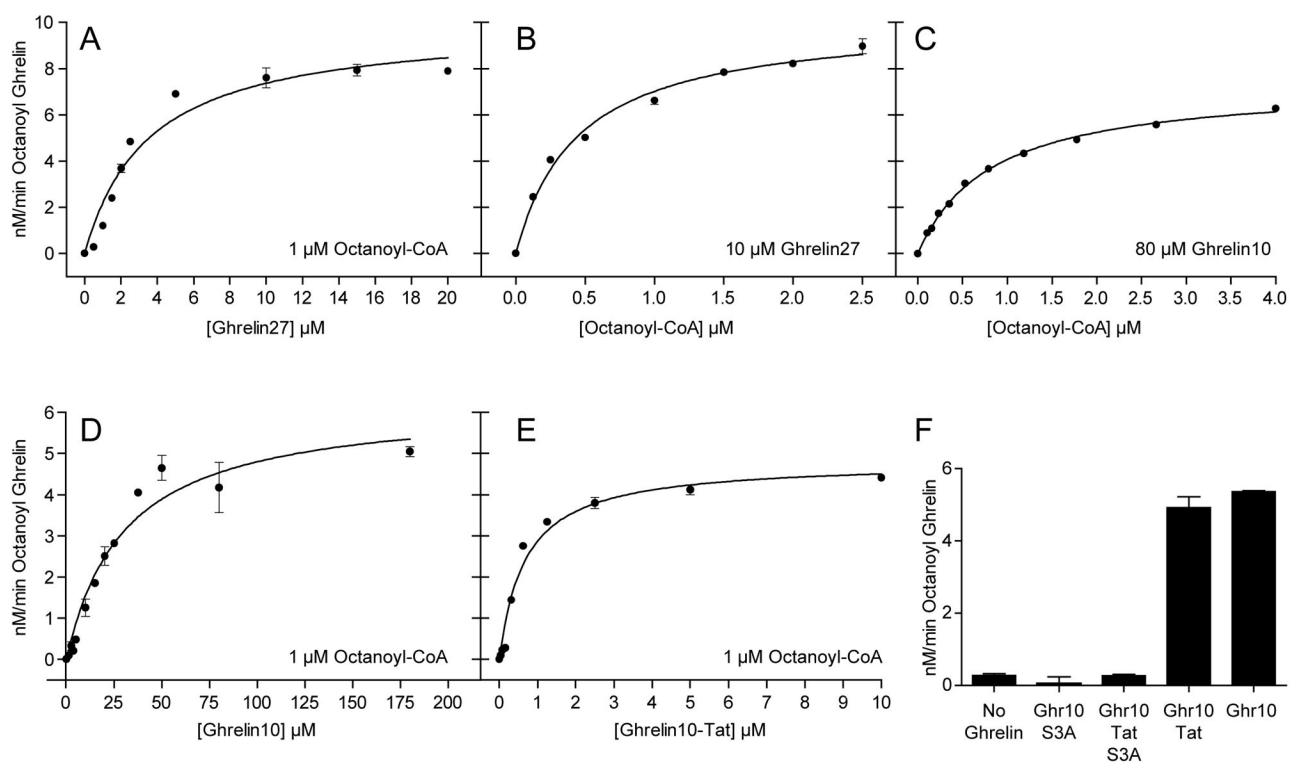 A
B
C
nM/min Octanoyl Ghrelin
10
8
6
4
2
0
1 µM Octanoyl-CoA
10 µM Ghrelin27
80 µM Ghrelin10
0 2 4 6 8 10 12 14 16 18 20
0.0 0.5 1.0 1.5 2.0 2.5
0.0 0.5 1.0 1.5 2.0 2.5 3.0 3.5 4.0
[Ghrelin27] µM
[Octanoyl-CoA] µM
[Octanoyl-CoA] µM
D
E
F
nM/min Octanoyl Ghrelin
6
5
4
3
2
1
0
1 µM Octanoyl-CoA
1 µM Octanoyl-CoA
0 25 50 75 100 125 150 175 200
0 1 2 3 4 5 6 7 8 9 10
[Ghrelin10] µM
[Ghrelin10-Tat] µM
nM/min Octanoyl Ghrelin
6
4
2
0
No
Ghrelin
Ghr10
S3A
Ghr10
Tat
S3A
Ghr10
Tat
Ghr10